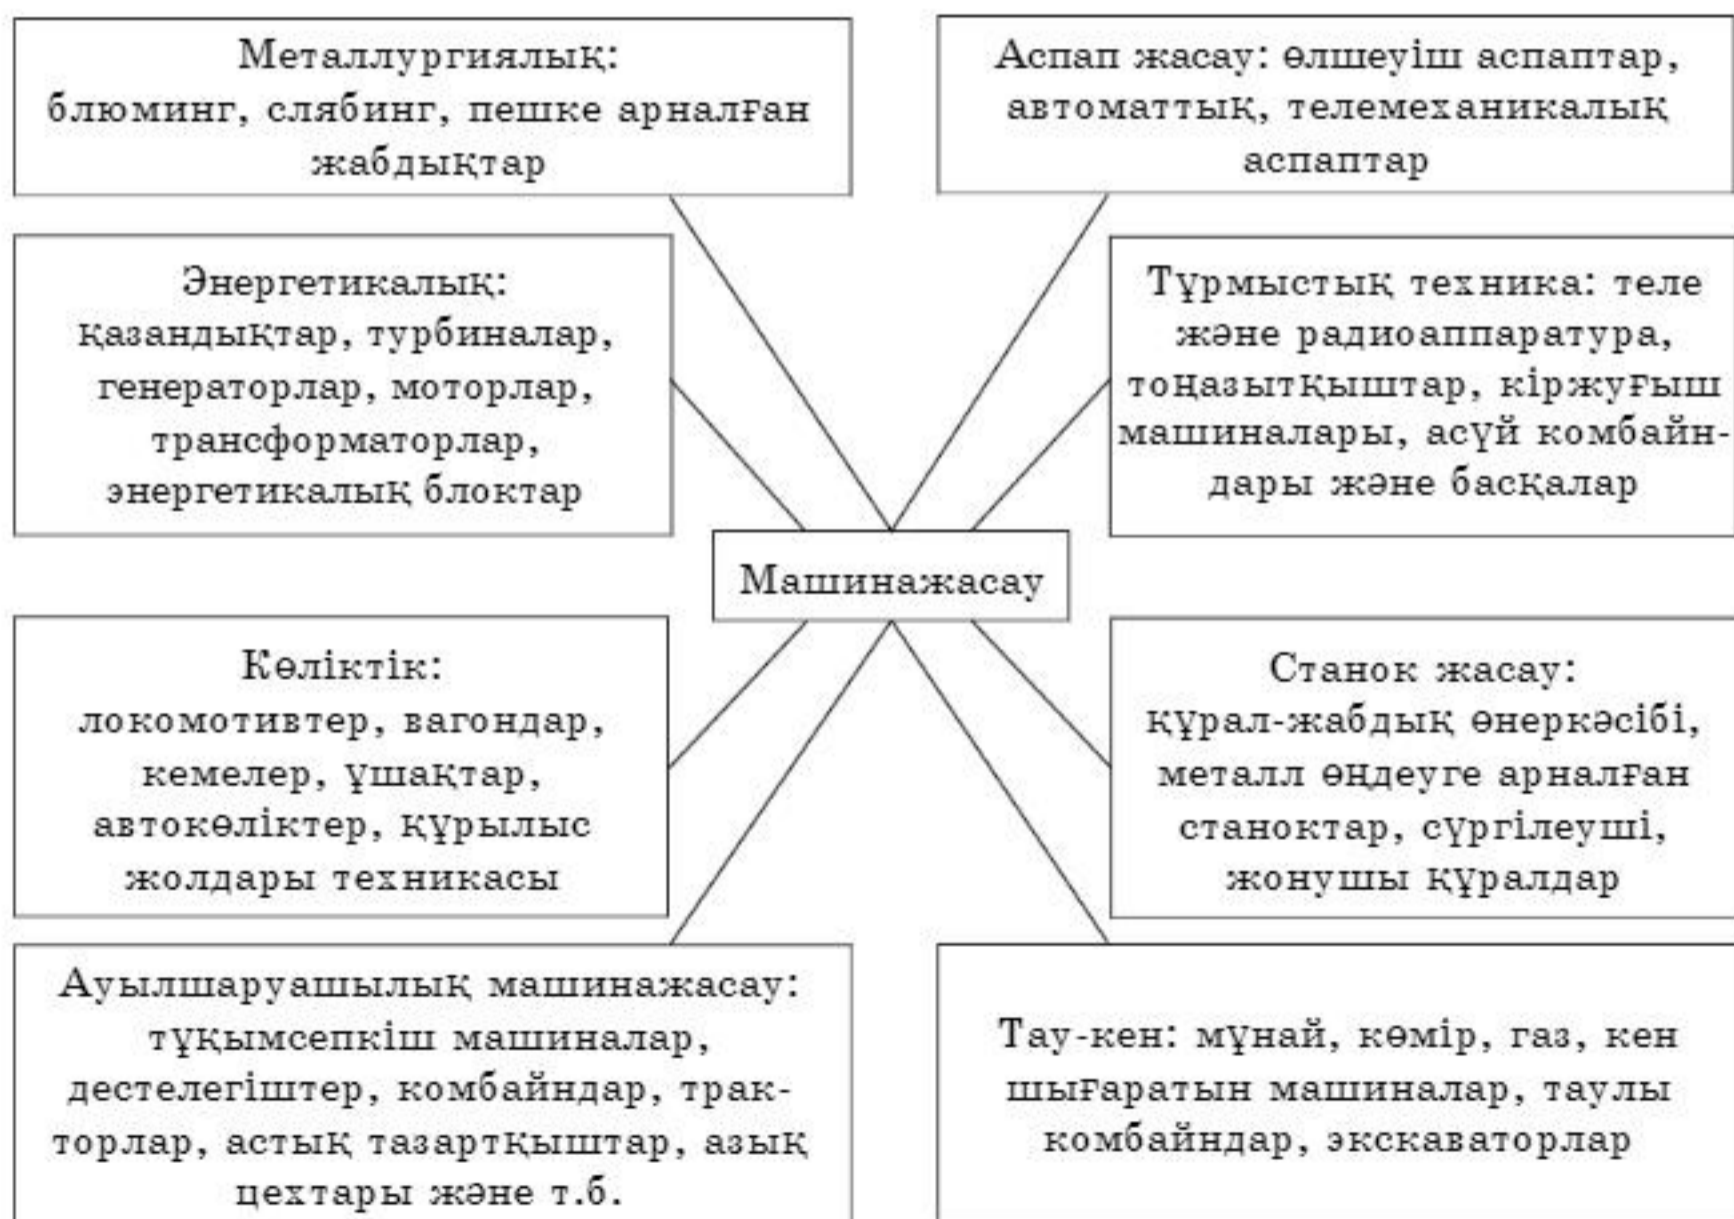 Металлургиялық:
блюминг, слябинг, пешке арналған
жабдықтар
Аспап жасау: өлшеуіш аспаптар,
автоматтық, телемеханикалық
аспаптар
Энергетикалық:
қазандықтар, турбиналар,
генераторлар, моторлар,
трансформаторлар,
энергетикалық блоктар
Тұрмыстық техника: теле
және радиоаппаратура,
тоңазытқыштар, кіржуғыш
машиналары, асүй комбайн-
дары және басқалар
Машинажасау
Көліктік:
локомотивтер, вагондар,
кемелер, ұшақтар,
автокөліктер, құрылыс
жолдары техникасы
Станок жасау:
құрал-жабдық өнеркәсібі,
металл өңдеуге арналған
станоктар, сүргілеуші,
жонушы құралдар
Ауылшаруашылық машинажасау:
тұқымсепкіш машиналар,
дестелегіштер, комбайндар, трак-
торлар, астық тазартқыштар, азық
цехтары және т.б.
Тау-кен: мұнай, көмір, газ, кен
шығаратын машиналар, таулы
комбайндар, экскаваторлар